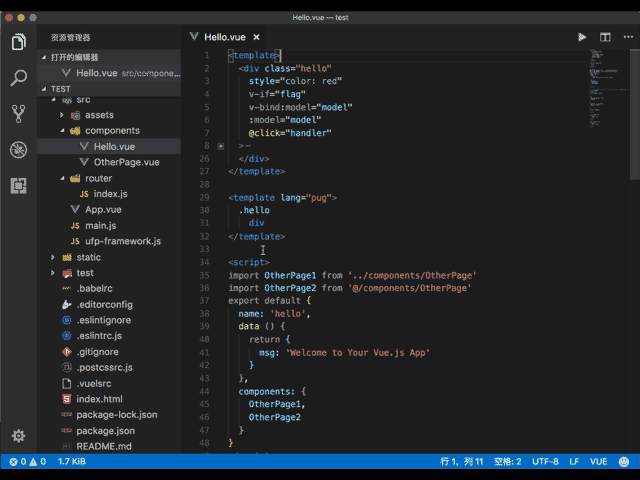 Hello.vue — test
资源管理器
打开的编辑器
Hello.vue src/compone...
TEST
src
assets
components
Hello.vue
OtherPage.vue
router
JS index.js
App.vue
JS main.js
JS ufp-framework.js
static
test
.babelrc
.editorconfig
.eslintignore
.eslintrc.js
.gitignore
.postcssrc.js
.vuelsrc
index.html
package-lock.json
package.json
README.md
Hello.vue ×
1 <template>
2 <div class="hello"
3 style="color: red"
4 v-if="flag"
5 v-bind:model="model"
6 :model="model"
7 @click="handler"
8 >
26 </div>
27 </template>
28
29 <template lang="pug">
30 .hello
31 div
32 </template>
33
34 <script>
35 import OtherPage1 from '../components/OtherPage'
36 import OtherPage2 from '@/components/OtherPage'
37 export default {
38 name: 'hello',
39 data () {
40 return {
41 msg: 'Welcome to Your Vue.js App'
42 }
43 },
44 components: {
45 OtherPage1,
46 OtherPage2
47 }
48 }
0 0 1.7 KiB
行 1，列 11 空格: 2 UTF-8 LF VUE